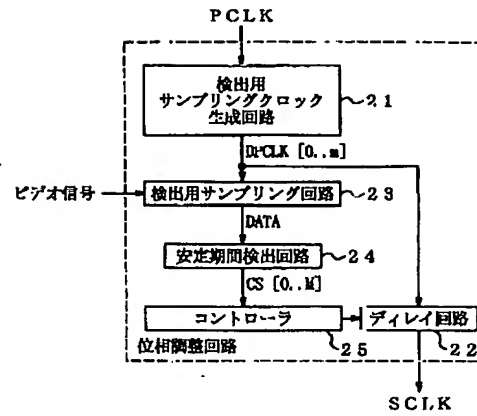 PCLK
検出用
サンプリングクロック
生成回路
21
DPCLK [0..m]
ビデオ信号
検出用サンプリング回路
23
DATA
安定期間検出回路
24
CS [0..M]
コントローラ
ディレイ回路
位相調整回路
25
22
SCLK